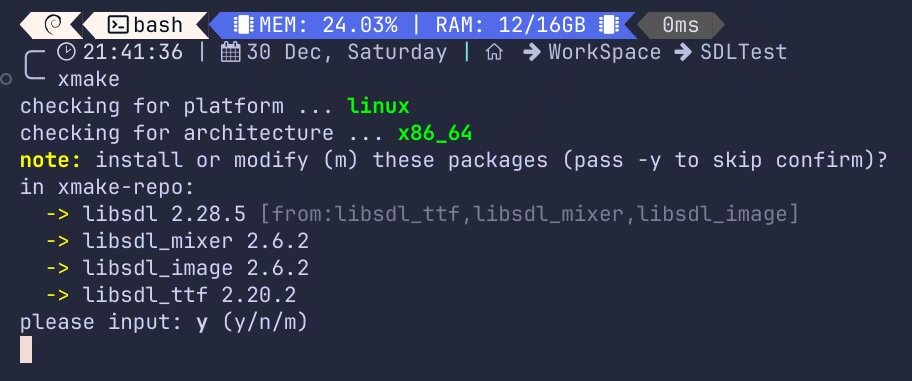 bash MEM: 24.03% | RAM: 12/16GB 0ms
21:41:36 | 30 Dec, Saturday | WorkSpace SDLTest
xmake
checking for platform ... linux
checking for architecture ... x86_64
note: install or modify (m) these packages (pass -y to skip confirm)?
in xmake-repo:
-> libsdl 2.28.5 [from:libsdl_ttf,libsdl_mixer,libsdl_image]
-> libsdl_mixer 2.6.2
-> libsdl_image 2.6.2
-> libsdl_ttf 2.20.2
please input: y (y/n/m)